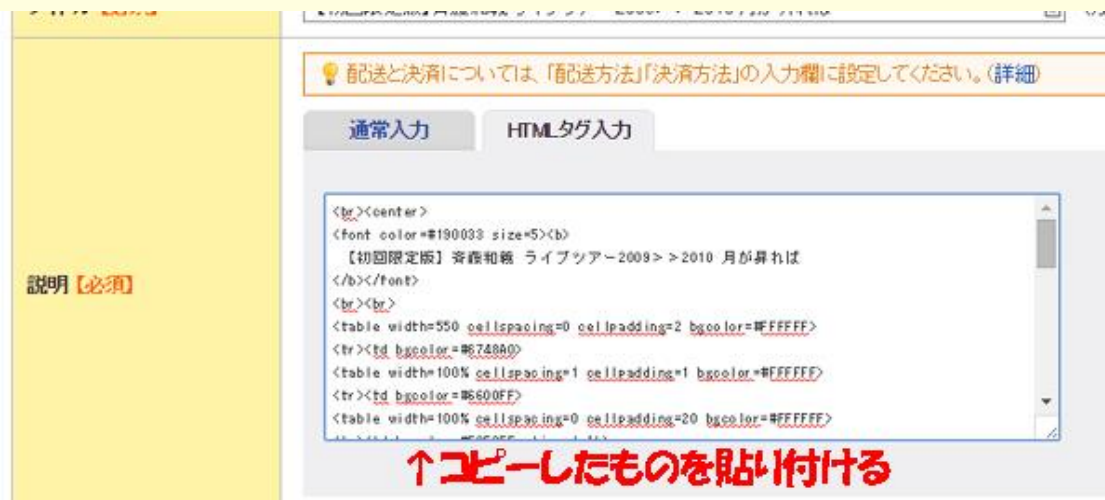 💡配送と決済については、「配送方法」「決済方法」の入力欄に設定してください。(詳細)
通常入力
HTMLタグ入力
説明【必須】
<br><center>
<font color=#190033 size=5><b>
【初回限定版】斉藤和義 ライブツアー2009>>2010 月が昇れば
</b></font>
<br><br>
<table width=550 cellspacing=0 cellpadding=2 bgcolor=#FFFFFF>
<tr><td bgcolor=#6748A0>
<table width=100% cellspacing=1 cellpadding=1 bgcolor=#FFFFFF>
<tr><td bgcolor=#6600FF>
<table width=100% cellspacing=0 cellpadding=20 bgcolor=#FFFFFF>
↑コピーしたものを貼り付ける